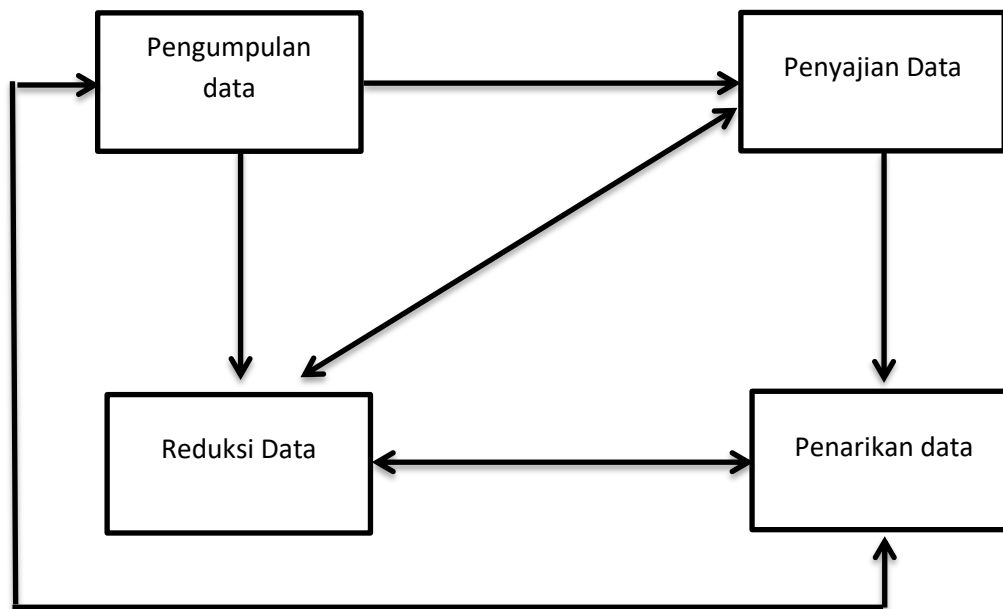 Pengumpulan
data
Penyajian Data
Reduksi Data
Penarikan data